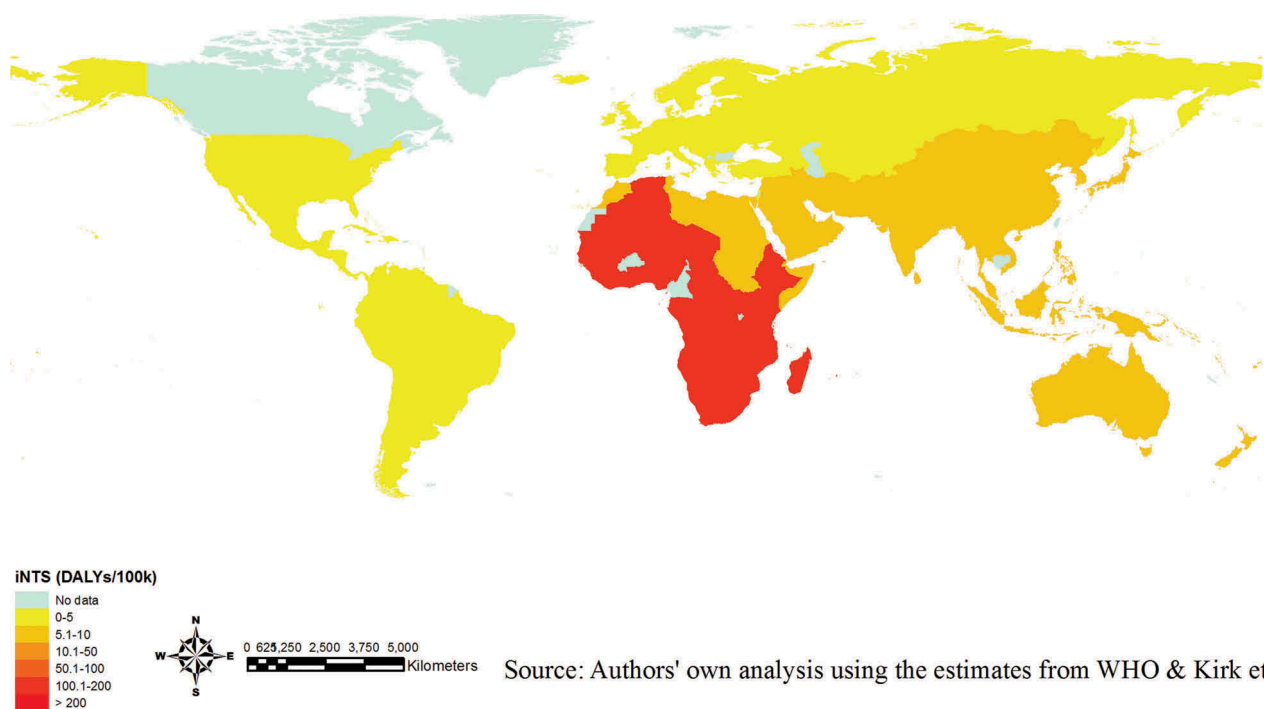 iNTS (DALYs/100k)
No data
0-5
5.1-10
10.1-50
50.1-100
100.1-200
> 200
N
W E
S
0 6251,250 2,500 3,750 5,000
Kilometers
Source: Authors' own analysis using the estimates from WHO & Kirk et